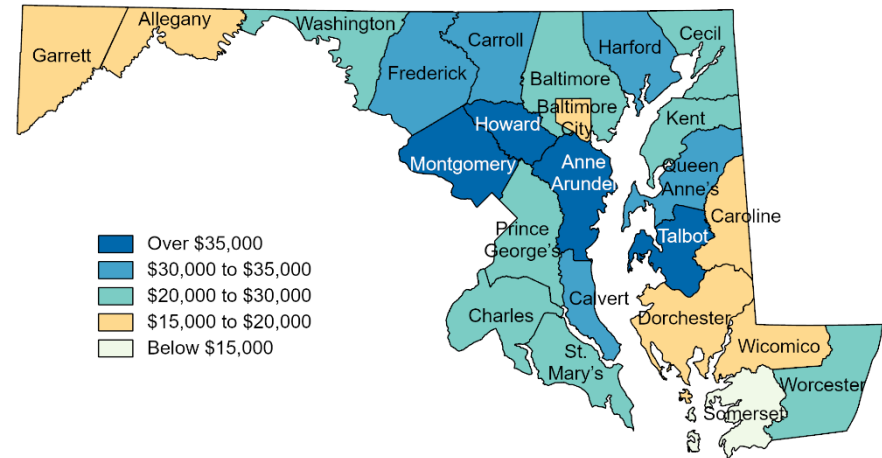 Garrett
Allegany
Washington
Frederick
Carroll
Baltimore
Harford
Cecil
Baltimore
City
Kent
Howard
Montgomery
Anne
Arundel
Queen
Anne's
Caroline
Talbot
Prince
George's
Calvert
Charles
St.
Mary's
Dorchester
Wicomico
Worcester
Somerset
Over $35,000
$30,000 to $35,000
$20,000 to $30,000
$15,000 to $20,000
Below $15,000